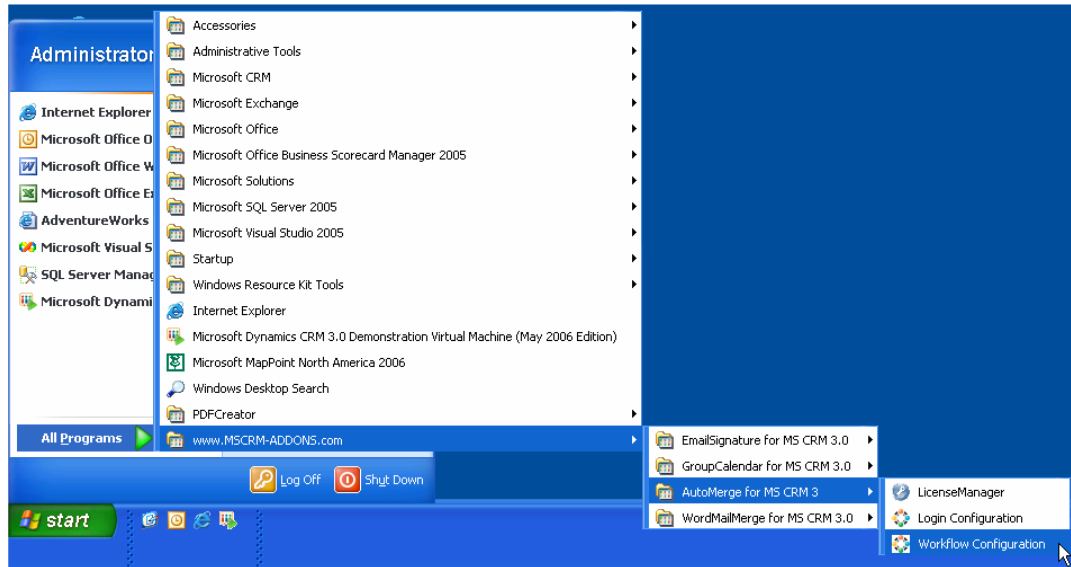 Administrator
Internet Explorer
Microsoft Office O
Microsoft Office W
Microsoft Office Ex
AdventureWorks
Microsoft Visual S
SQL Server Manag
Microsoft Dynami
All Programs
Accessories
Administrative Tools
Microsoft CRM
Microsoft Exchange
Microsoft Office
Microsoft Office Business Scorecard Manager 2005
Microsoft Solutions
Microsoft SQL Server 2005
Microsoft Visual Studio 2005
Startup
Windows Resource Kit Tools
Internet Explorer
Microsoft Dynamics CRM 3.0 Demonstration Virtual Machine (May 2006 Edition)
Microsoft MapPoint North America 2006
Windows Desktop Search
PDFCreator
www.MSCRM-ADDONS.com
EmailSignature for MS CRM 3.0
GroupCalendar for MS CRM 3.0
AutoMerge for MS CRM 3
WordMailMerge for MS CRM 3.0
LicenseManager
Login Configuration
Workflow Configuration
Log Off Shut Down
start